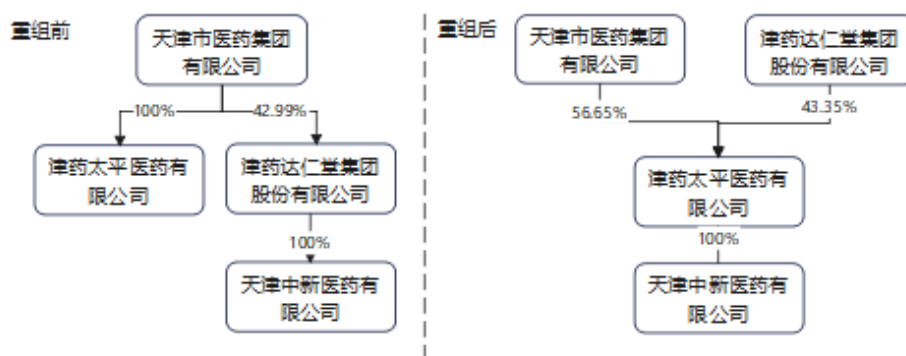 重组前
天津市医药集团
有限公司
100%
42.99%
津药太平医药有
限公司
津药达仁堂集团
股份有限公司
100%
天津中新医药有
限公司
重组后
天津市医药集团
有限公司
津药达仁堂集团
股份有限公司
56.65%
43.35%
津药太平医药有
限公司
100%
天津中新医药有
限公司